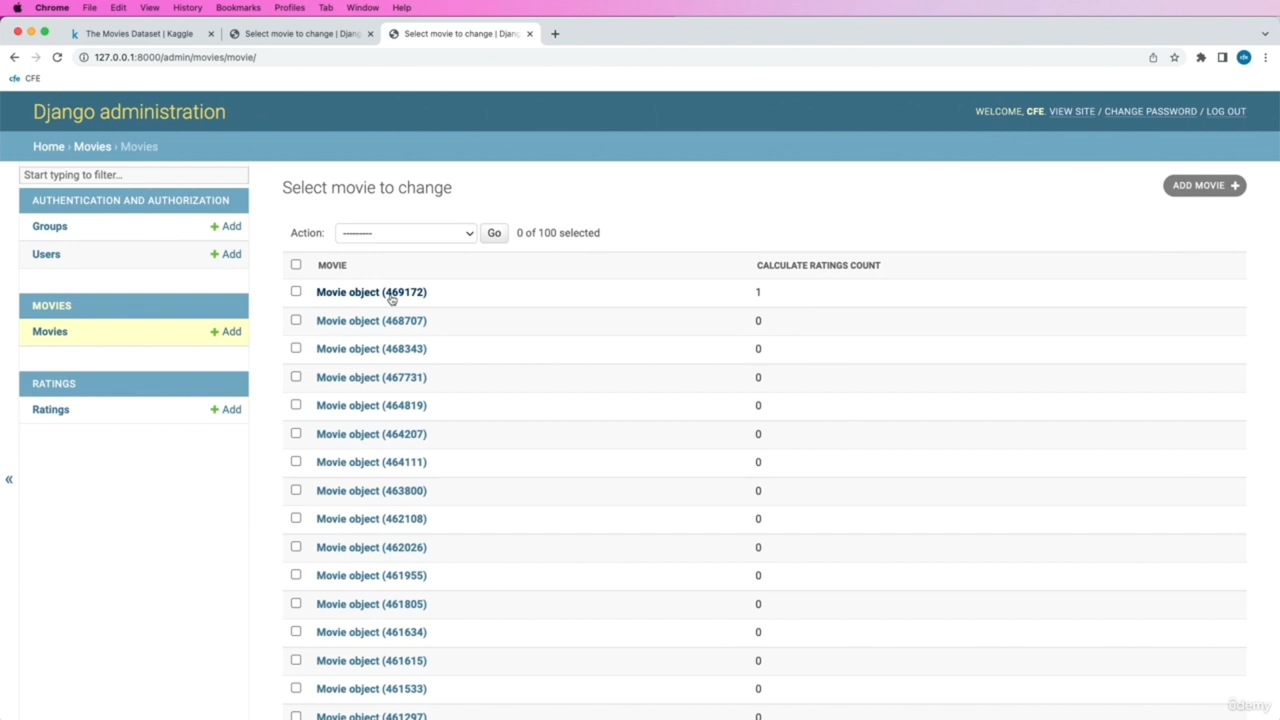 Chrome File Edit View History Bookmarks Profiles Tab Window Help
The Movies Dataset | Kaggle Select movie to change | Djang Select movie to change | Djang
127.0.0.1:8000/admin/movies/movie/
cfe CFE
Django administration
WELCOME, CFE. VIEW SITE / CHANGE PASSWORD / LOG OUT
Home › Movies › Movies
Start typing to filter...
AUTHENTICATION AND AUTHORIZATION
Groups + Add
Users + Add
MOVIES
Movies + Add
RATINGS
Ratings + Add
«
Select movie to change
ADD MOVIE +
Action: --------- Go 0 of 100 selected
MOVIE CALCULATE RATINGS COUNT
Movie object (469172) 1
Movie object (468707) 0
Movie object (468343) 0
Movie object (467731) 0
Movie object (464819) 0
Movie object (464207) 0
Movie object (464111) 0
Movie object (463800) 0
Movie object (462108) 0
Movie object (462026) 0
Movie object (461955) 0
Movie object (461805) 0
Movie object (461634) 0
Movie object (461615) 0
Movie object (461533) 0
Movie object (461297) 0
ûdemy